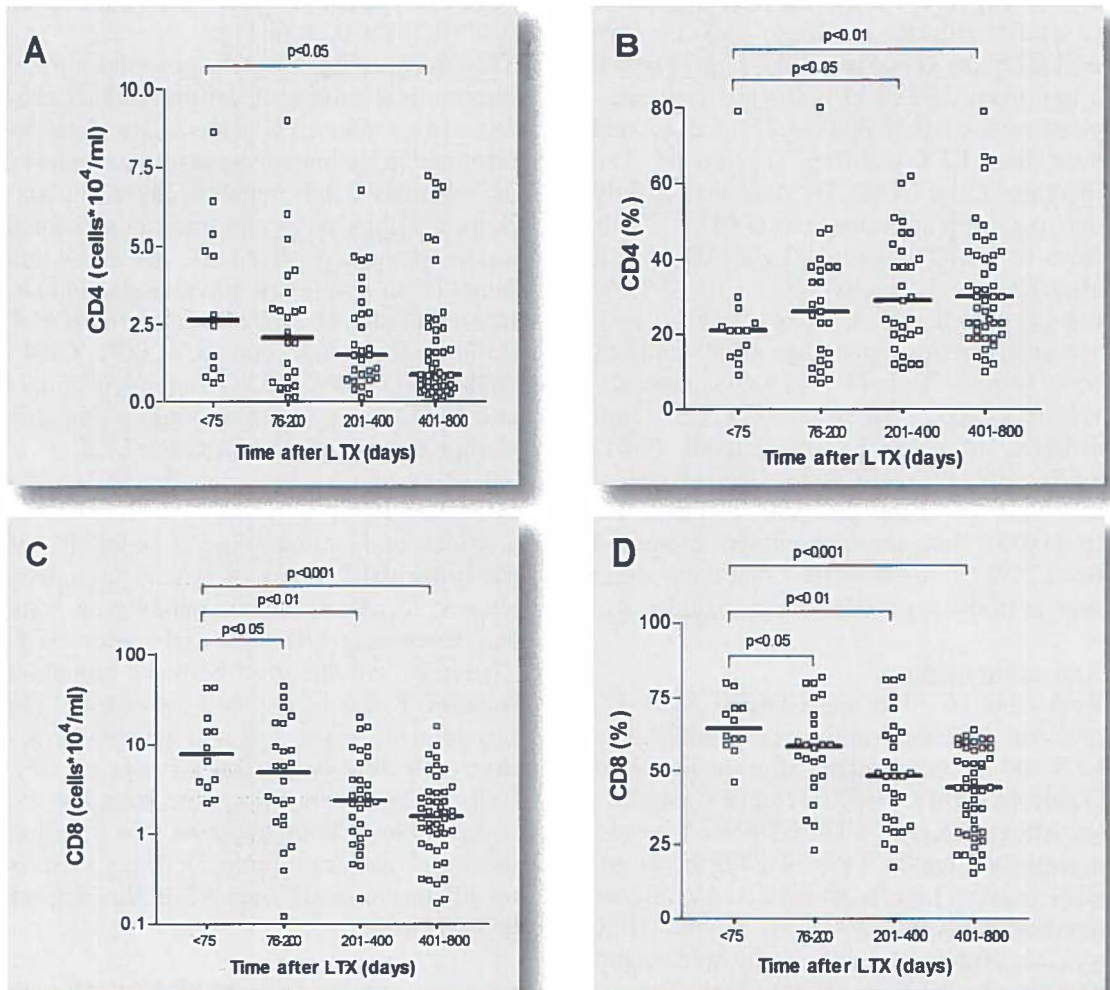 A
p<0.05
CD4 (cells*10⁴/ml)
10.0
7.5
5.0
2.5
0.0
<75
76-200
201-400
401-800
Time after LTX (days)
B
p<0.01
p<0.05
CD4 (%)
80
60
40
20
0
<75
76-200
201-400
401-800
Time after LTX (days)
C
p<0001
p<0.01
p<0.05
CD8 (cells*10⁴/ml)
100
10
1
0.1
<75
76-200
201-400
401-800
Time after LTX (days)
D
p<0001
p<0.01
p<0.05
CD8 (%)
100
75
50
25
0
<75
76-200
201-400
401-800
Time after LTX (days)